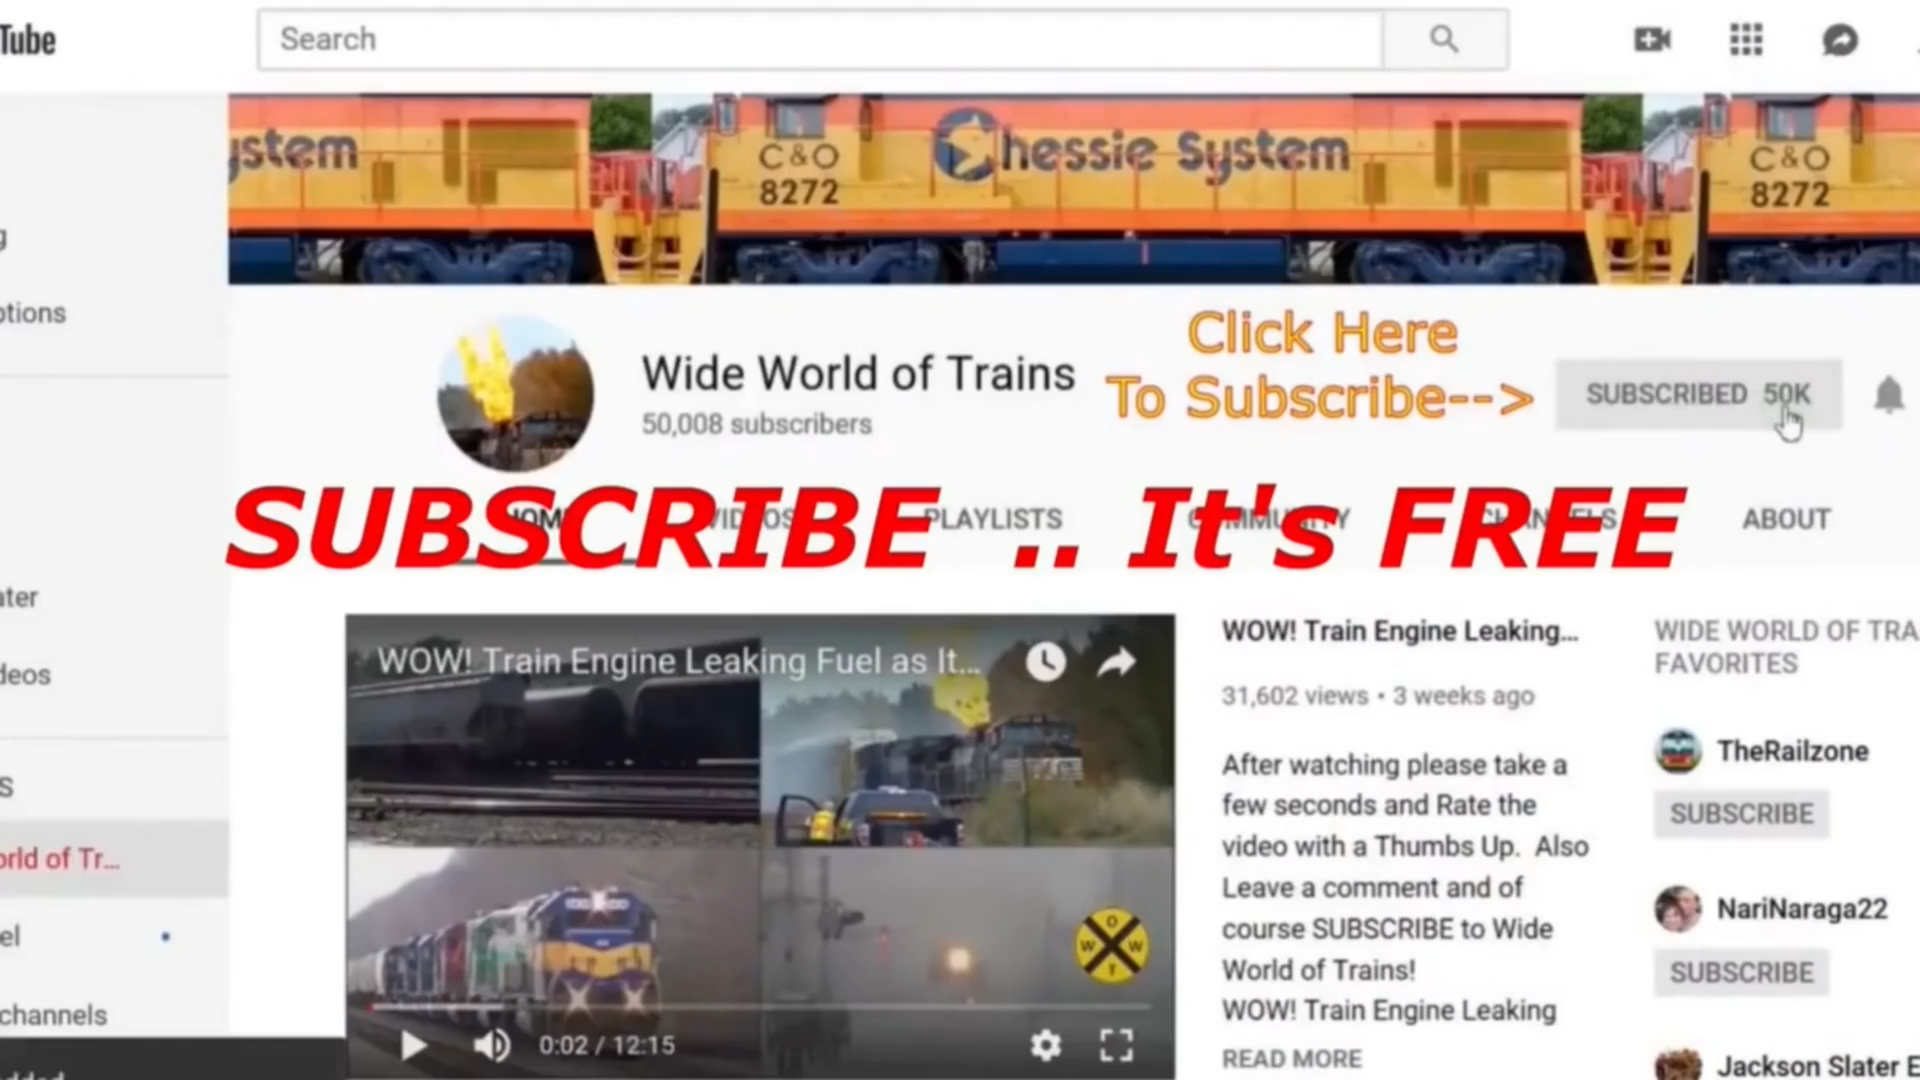 Tube
Search
ystem
C&O
8272
Chessie System
C&O
8272
ptions
Click Here
To Subscribe-->
Wide World of Trains
50,008 subscribers
SUBSCRIBED 50K
SUBSCRIBE .. It's FREE
HOME VIDEOS PLAYLISTS COMMUNITY CHANNELS ABOUT
ater
deos
S
orld of Tr...
el
channels
WOW! Train Engine Leaking Fuel as It...
O
W W
T
0:02 / 12:15
WOW! Train Engine Leaking...
31,602 views • 3 weeks ago
After watching please take a
few seconds and Rate the
video with a Thumbs Up. Also
Leave a comment and of
course SUBSCRIBE to Wide
World of Trains!
WOW! Train Engine Leaking
READ MORE
WIDE WORLD OF TRA
FAVORITES
TheRailzone
SUBSCRIBE
NariNaraga22
SUBSCRIBE
Jackson Slater E